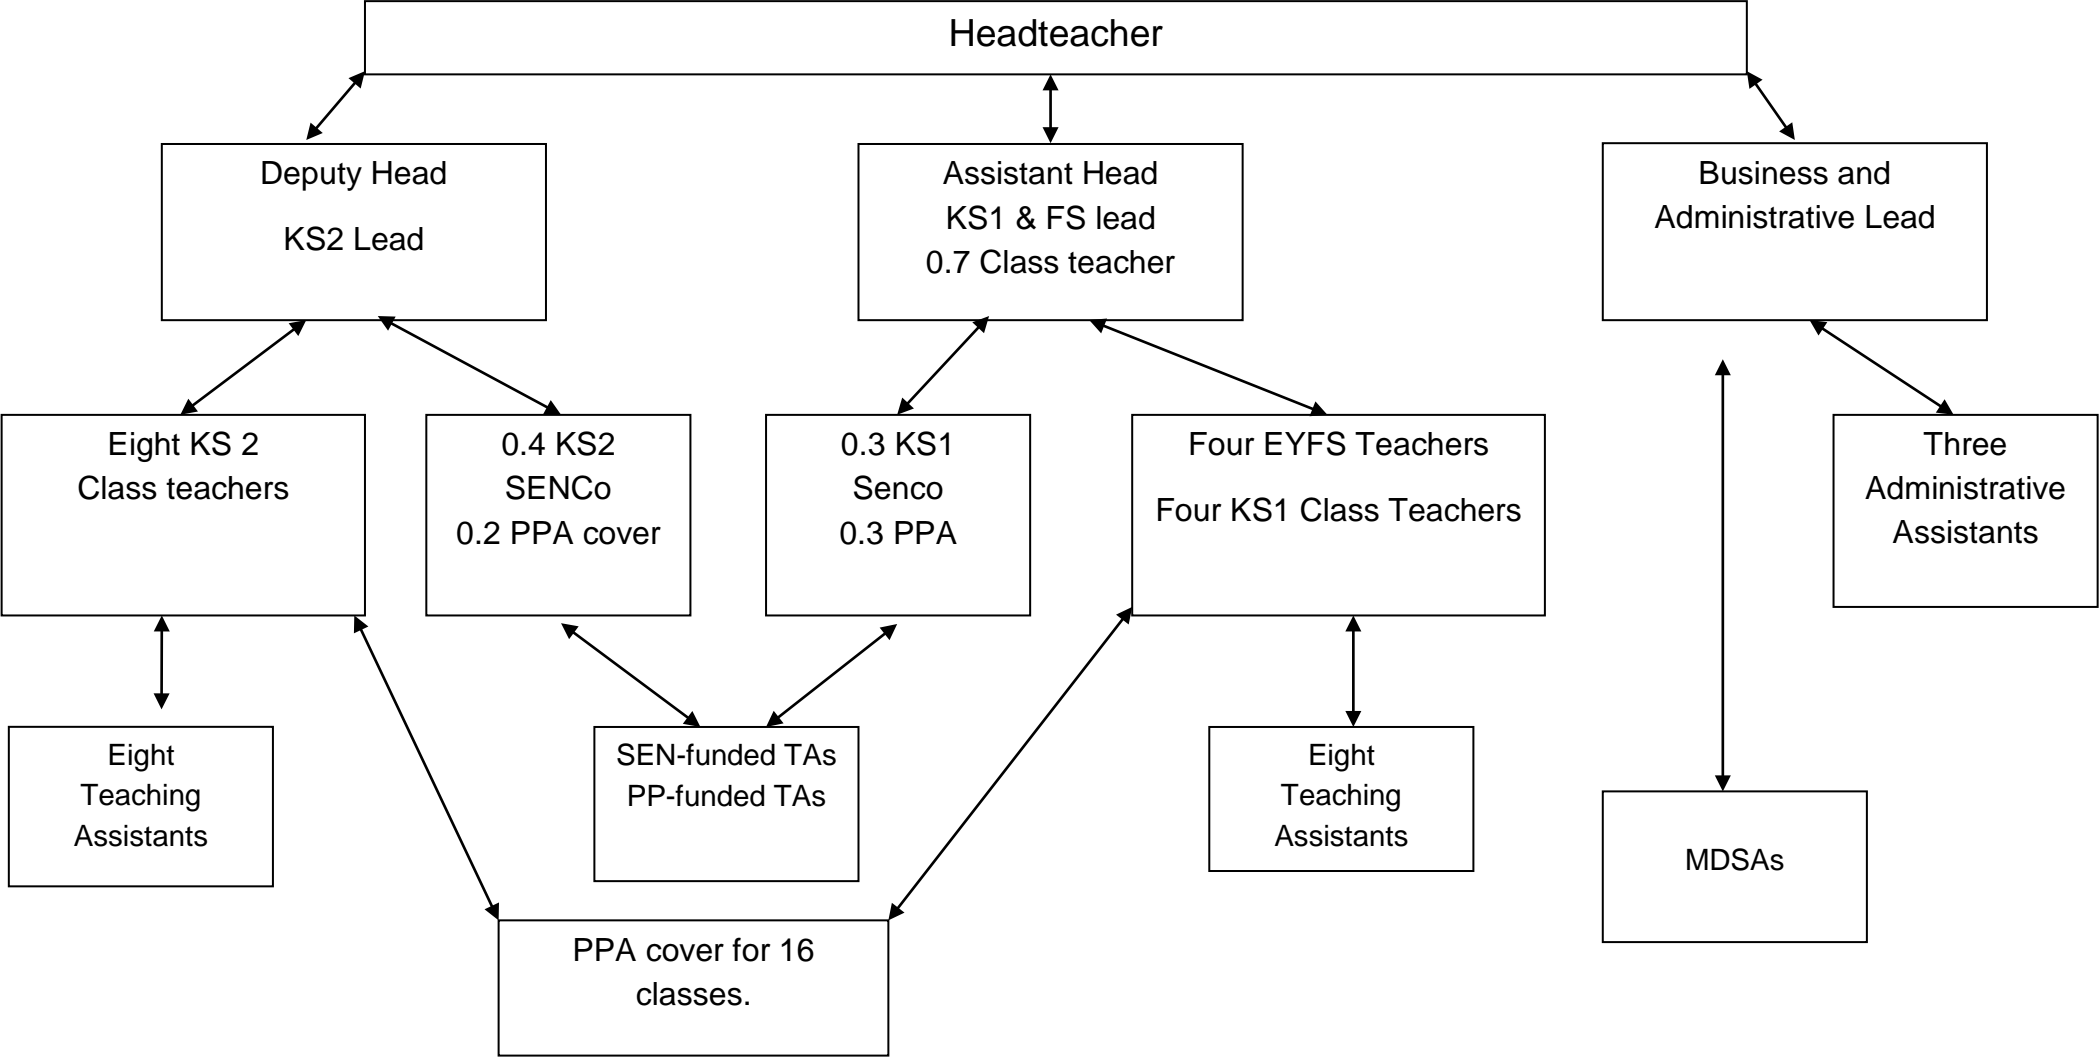 Headteacher
Deputy Head
KS2 Lead
Assistant Head
KS1 & FS lead
0.7 Class teacher
Business and
Administrative Lead
Eight KS 2
Class teachers
0.4 KS2
SENCo
0.2 PPA cover
0.3 KS1
Senco
0.3 PPA
Four EYFS Teachers
Four KS1 Class Teachers
Three
Administrative
Assistants
Eight
Teaching
Assistants
SEN-funded TAs
PP-funded TAs
Eight
Teaching
Assistants
MDSAs
PPA cover for 16
classes.